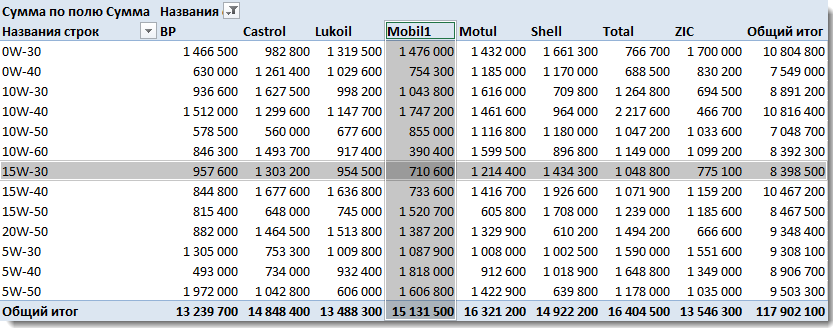 Сумма по полю Сумма Названия с
Названия строк BP Castrol Lukoil Mobil1 Motul Shell Total ZIC Общий итог
0W-30 1 466 500 982 800 1 319 500 1 476 000 1 432 000 1 661 300 766 700 1 700 000 10 804 800
0W-40 630 000 1 261 400 1 029 600 754 300 1 185 000 1 170 000 688 500 830 200 7 549 000
10W-30 936 600 1 627 500 998 200 1 043 800 1 616 000 709 800 1 264 800 694 500 8 891 200
10W-40 1 512 000 1 299 600 1 147 700 1 747 200 1 461 600 964 000 2 217 600 466 700 10 816 400
10W-50 578 500 560 000 677 600 855 000 1 116 800 1 180 000 1 047 200 1 033 600 7 048 700
10W-60 846 300 1 493 700 917 400 390 400 1 599 500 896 800 1 149 000 1 099 200 8 392 300
15W-30 957 600 1 303 200 954 500 710 600 1 214 400 1 434 300 1 048 800 775 100 8 398 500
15W-40 844 800 1 677 600 1 636 800 733 600 1 416 700 1 926 600 1 071 900 1 159 200 10 467 200
15W-50 815 400 648 000 745 000 1 520 700 605 800 1 708 000 1 239 000 1 185 600 8 467 500
20W-50 882 000 1 464 500 1 513 800 1 387 200 1 329 900 610 200 1 494 200 666 600 9 348 400
5W-30 1 305 000 753 300 1 009 800 1 087 900 1 008 000 1 002 500 1 590 000 1 551 600 9 308 100
5W-40 493 000 734 000 932 400 1 818 000 912 600 1 018 900 1 648 800 1 349 000 8 906 700
5W-50 1 972 000 1 042 800 606 000 1 606 800 1 422 900 639 800 1 178 000 1 035 000 9 503 300
Общий итог 13 239 700 14 848 400 13 488 300 15 131 500 16 321 200 14 922 200 16 404 500 13 546 300 117 902 100